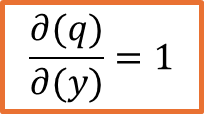 ∂(q)
∂(y) = 1